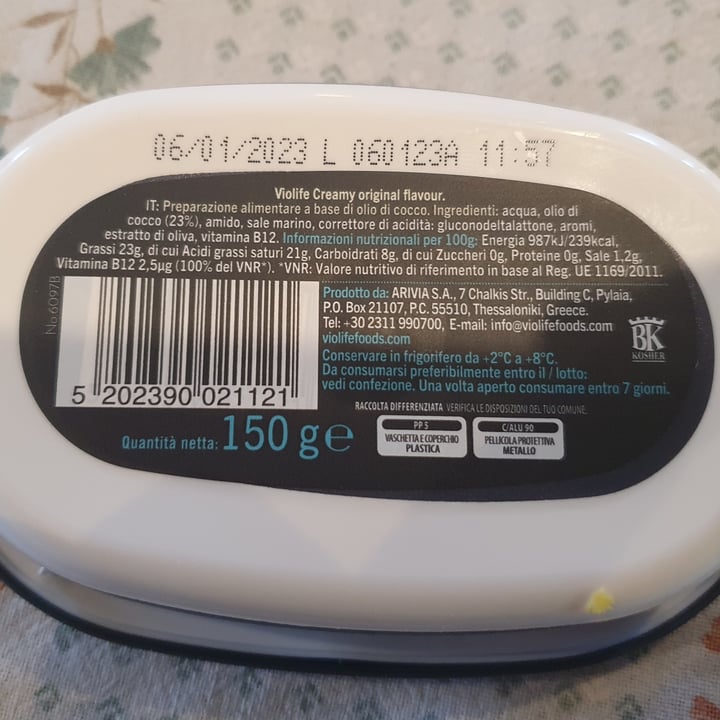 06/01/2023 L 060123A 11:57
Violife Creamy original flavour.
IT: Preparazione alimentare a base di olio di cocco. Ingredienti: acqua, olio di
cocco (23%), amido, sale marino, correttore di acidità: gluconodeltalattone, aromi,
estratto di oliva, vitamina B12. Informazioni nutrizionali per 100g: Energia 987kJ/239kcal,
Grassi 23g, di cui Acidi grassi saturi 21g, Carboidrati 8g, di cui Zuccheri 0g, Proteine 0g, Sale 1,2g,
Vitamina B12 2,5µg (100% del VNR*). *VNR: Valore nutritivo di riferimento in base al Reg. UE 1169/2011.
No 6097B
5 202390 021121
Prodotto da: ARIVIA S.A., 7 Chalkis Str., Building C, Pylaia,
P.O. Box 21107, P.C. 55510, Thessaloniki, Greece.
Tel: +30 2311 990700, E-mail: info@violifefoods.com
violifefoods.com
BK
KOSHER
Conservare in frigorifero da +2°C a +8°C.
Da consumarsi preferibilmente entro il / lotto:
vedi confezione. Una volta aperto consumare entro 7 giorni.
RACCOLTA DIFFERENZIATA VERIFICA LE DISPOSIZIONI DEL TUO COMUNE.
Quantità netta: 150 g ℮
PP 5
VASCHETTA E COPERCHIO
PLASTICA
C/ALU 90
PELLICOLA PROTETTIVA
METALLO